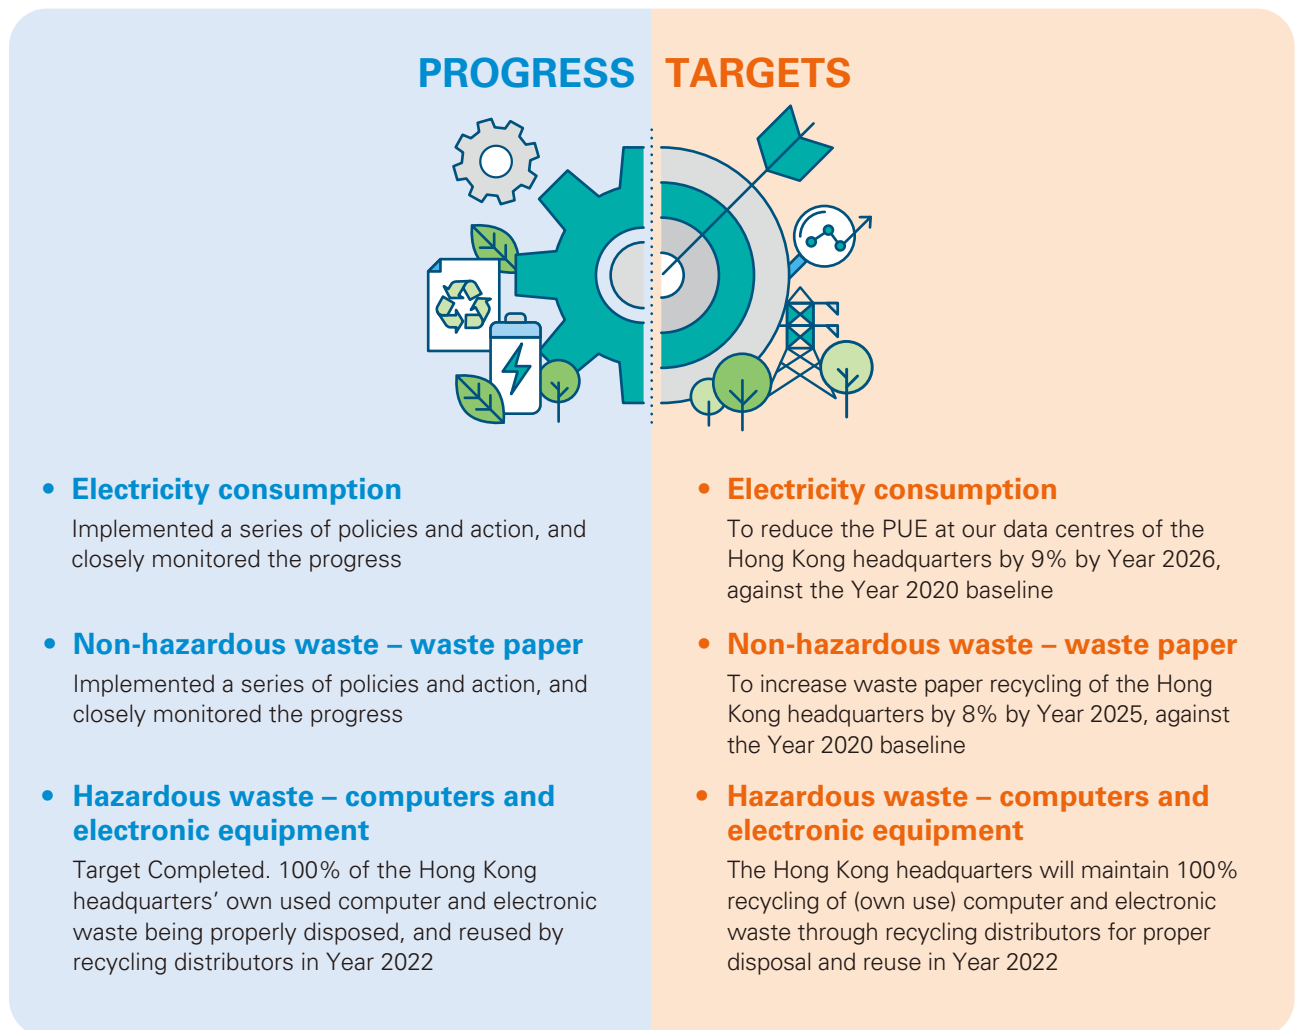 PROGRESS
TARGETS
• Electricity consumption
Implemented a series of policies and action, and
closely monitored the progress
• Non-hazardous waste – waste paper
Implemented a series of policies and action, and
closely monitored the progress
• Hazardous waste – computers and
electronic equipment
Target Completed. 100% of the Hong Kong
headquarters’ own used computer and electronic
waste being properly disposed, and reused by
recycling distributors in Year 2022
• Electricity consumption
To reduce the PUE at our data centres of the
Hong Kong headquarters by 9% by Year 2026,
against the Year 2020 baseline
• Non-hazardous waste – waste paper
To increase waste paper recycling of the Hong
Kong headquarters by 8% by Year 2025, against
the Year 2020 baseline
• Hazardous waste – computers and
electronic equipment
The Hong Kong headquarters will maintain 100%
recycling of (own use) computer and electronic
waste through recycling distributors for proper
disposal and reuse in Year 2022